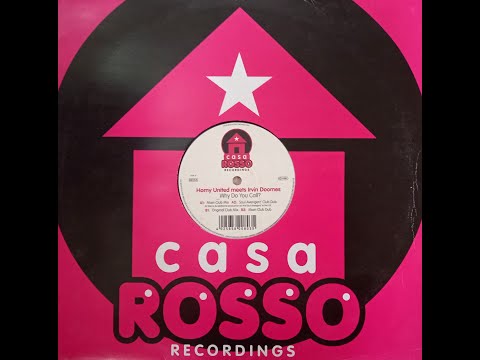 casa
ROSSO
RECORDINGS
Horny United meets Irvin Doomes
Why Do You Call?
casa
ROSSO
RECORDINGS